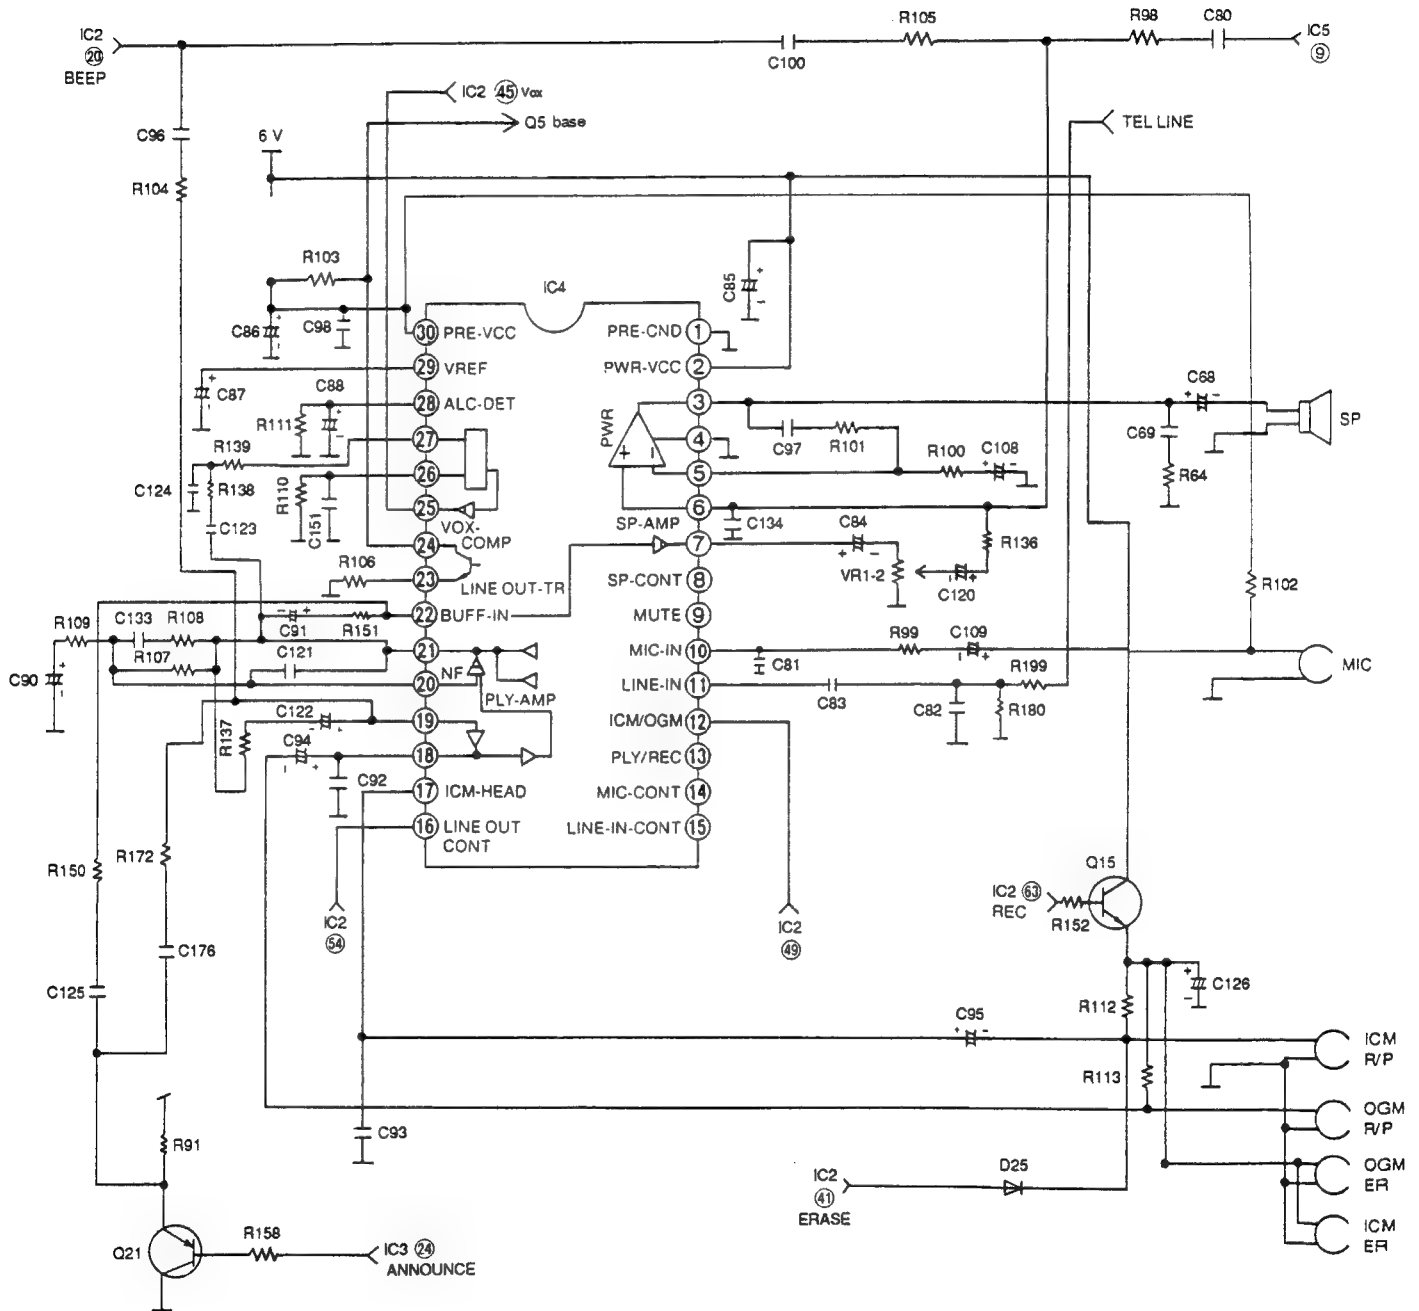 R105
R98
C80
IC2
20
BEEP
C100
IC5
9
IC2 45 Vox
Q5 base
TEL LINE
C96
6 V
R104
R103
IC4
C85
C86
C98
30 PRE-VCC
PRE-CND 1
29 VREF
PWR-VCC 2
C87
C88
28 ALC-DET
3
C68
R111
PWR
SP
R139
27
4
C97
R101
C69
R100
C108
26
5
R64
C124
R138
R110
C151
25
6
C134
C123
VOX-
COMP
SP-AMP
C84
R136
24
7
R106
LINE OUT-TR
VR1-2
C120
R102
23
SP-CONT 8
22 BUFF-IN
MUTE 9
R109
C133
R108
C91
R151
R99
C109
21
MIC-IN 10
MIC
R107
C121
NF
C81
R199
C90
20
PLY-AMP
LINE-IN 11
C83
C82
R180
C122
19
ICM/OGM 12
R137
C94
18
PLY/REC 13
C92
17 ICM-HEAD
MIC-CONT 14
16 LINE OUT
CONT
LINE-IN-CONT 15
R150
R172
Q15
IC2 63
REC
R152
IC2
54
IC2
49
C176
C125
R112
C126
C95
ICM
R/P
R113
OGM
R/P
C93
R91
OGM
ER
D25
IC2
41
ERASE
ICM
ER
Q21
R158
IC3 24
ANNOUNCE